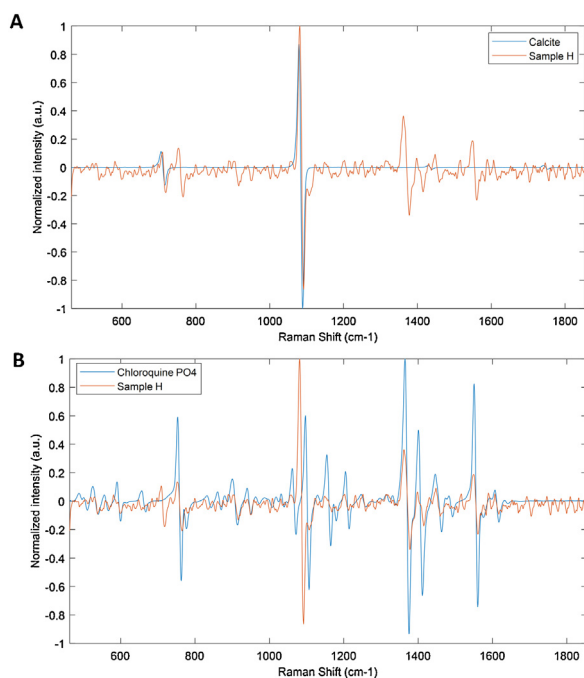 A
Calcite
Sample H
Normalized intensity (a.u.)
1
0.8
0.6
0.4
0.2
0
-0.2
-0.4
-0.6
-0.8
-1
600 800 1000 1200 1400 1600 1800
Raman Shift (cm-1)
B
Chloroquine PO4
Sample H
Normalized intensity (a.u.)
1
0.8
0.6
0.4
0.2
0
-0.2
-0.4
-0.6
-0.8
-1
600 800 1000 1200 1400 1600 1800
Raman Shift (cm-1)